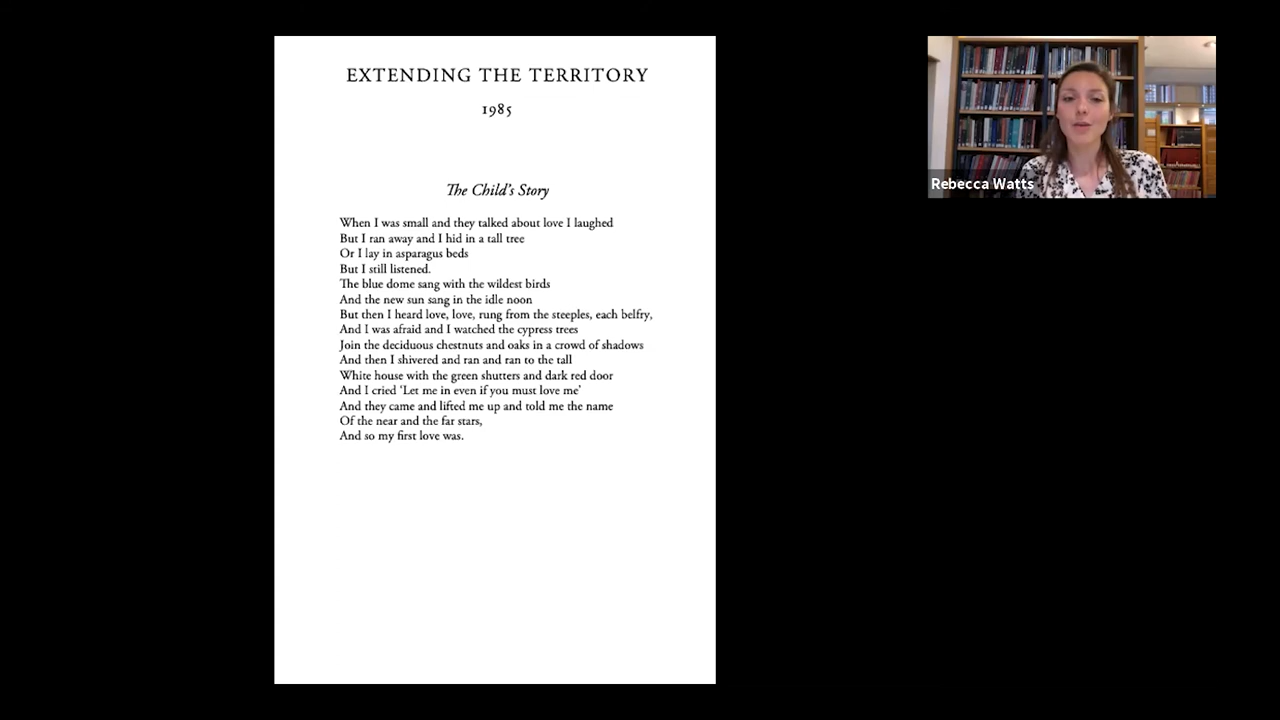 EXTENDING THE TERRITORY
1985
The Child's Story
When I was small and they talked about love I laughed
But I ran away and I hid in a tall tree
Or I lay in asparagus beds
But I still listened.
The blue dome sang with the wildest birds
And the new sun sang in the idle noon
But then I heard love, love, rung from the steeples, each belfry,
And I was afraid and I watched the cypress trees
Join the deciduous chestnuts and oaks in a crowd of shadows
And then I shivered and ran and ran to the tall
White house with the green shutters and dark red door
And I cried ‘Let me in even if you must love me’
And they came and lifted me up and told me the name
Of the near and the far stars,
And so my first love was.
Rebecca Watts